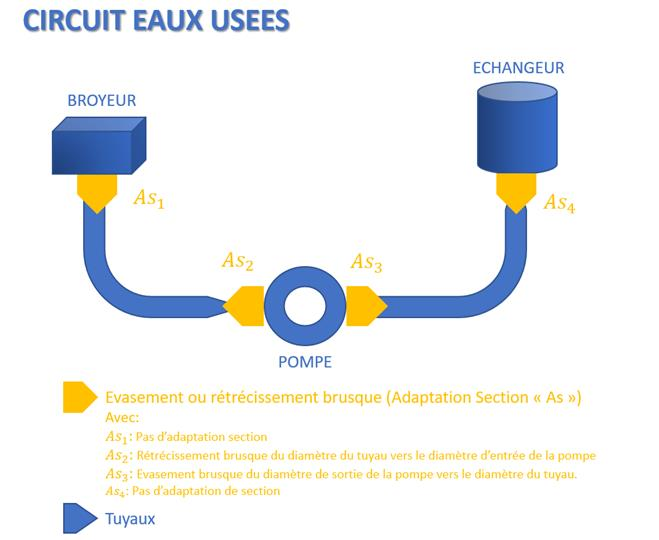 CIRCUIT EAUX USEES
ECHANGEUR
BROYEUR
As₁
As₄
As₂
As₃
POMPE
Evasement ou rétrécissement brusque (Adaptation Section « As »)
Avec:
As₁: Pas d'adaptation section
As₂: Rétrécissement brusque du diamètre du tuyau vers le diamètre d'entrée de la pompe
As₃: Evasement brusque du diamètre de sortie de la pompe vers le diamètre du tuyau.
As₄: Pas d'adaptation de section
Tuyaux